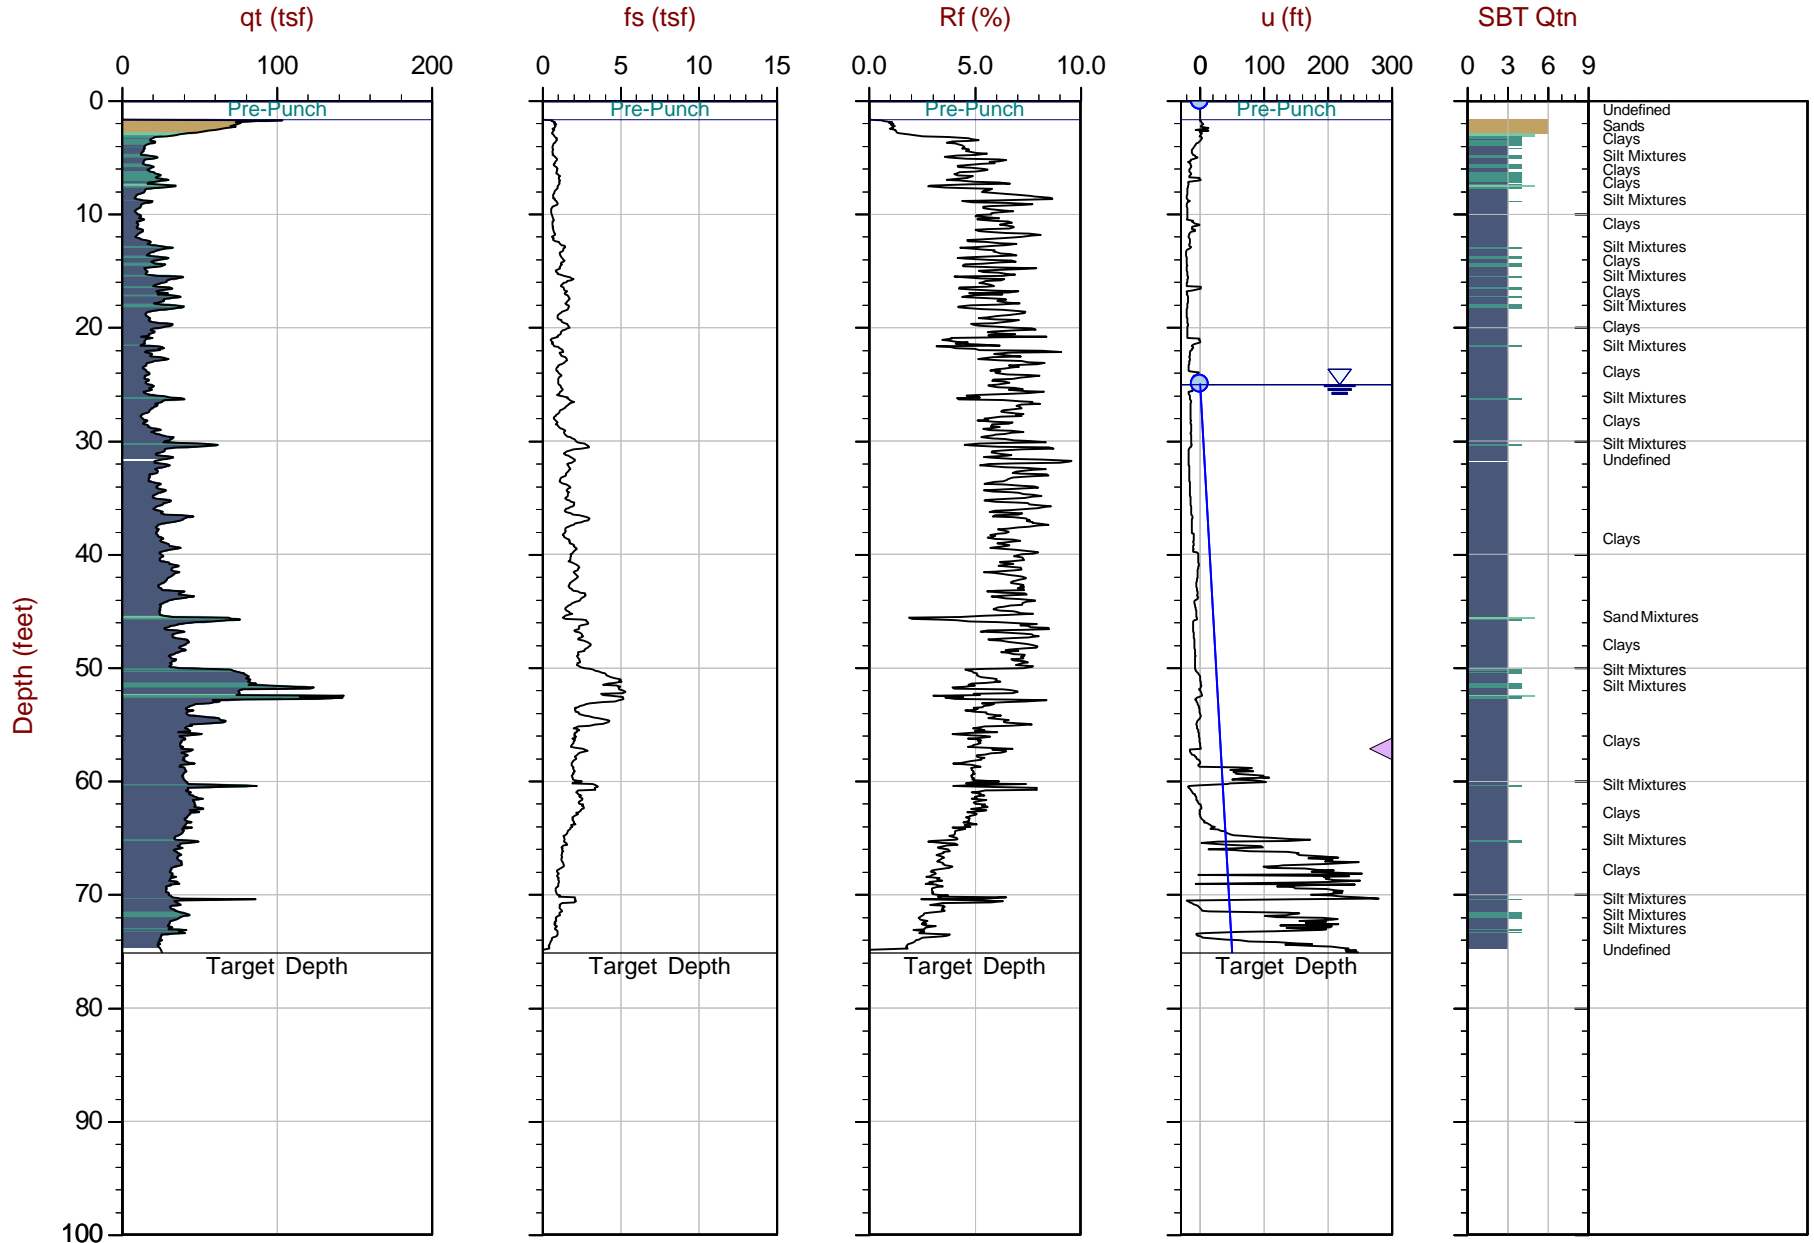 qt (tsf) fs (tsf) Rf (%) u (ft) SBT Qtn
0 100 200 0 5 10 15 0.0 5.0 10.0 0 100 200 300 0 3 6 9
0
10
20
30
40
50
60
70
80
90
100
Depth (feet)
Pre-Punch Pre-Punch Pre-Punch Pre-Punch
Target Depth Target Depth Target Depth Target Depth
Undefined
Sands
Clays
Silt Mixtures
Clays
Clays
Silt Mixtures
Clays
Silt Mixtures
Clays
Silt Mixtures
Clays
Silt Mixtures
Clays
Silt Mixtures
Clays
Silt Mixtures
Clays
Silt Mixtures
Undefined
Clays
Sand Mixtures
Clays
Silt Mixtures
Silt Mixtures
Clays
Silt Mixtures
Clays
Silt Mixtures
Clays
Silt Mixtures
Silt Mixtures
Silt Mixtures
Undefined